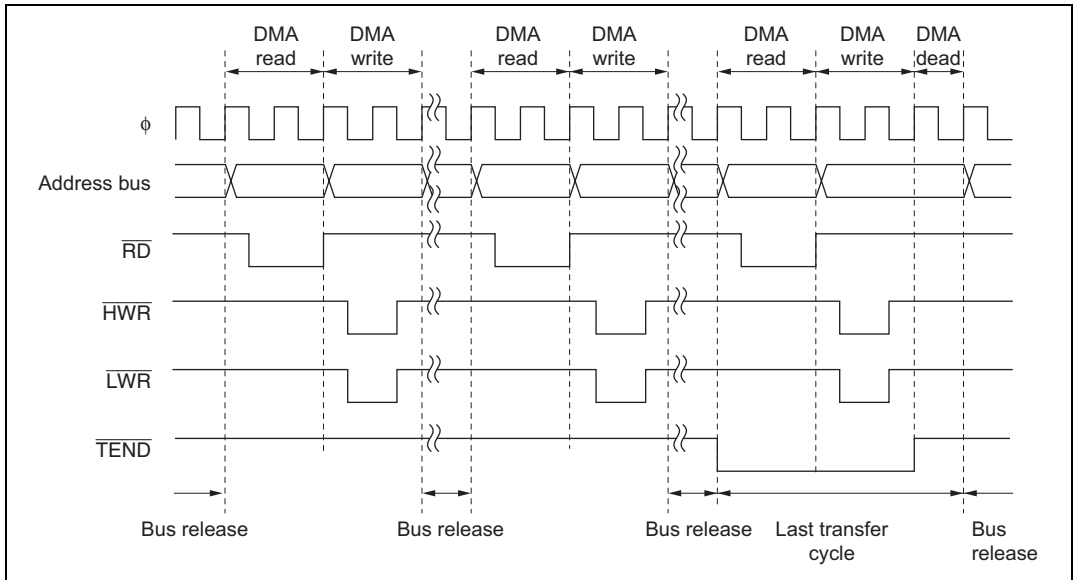 DMA read
DMA write
DMA read
DMA write
DMA read
DMA write
DMA dead
φ
Address bus
RD
HWR
LWR
TEND
Bus release
Bus release
Bus release
Last transfer cycle
Bus release